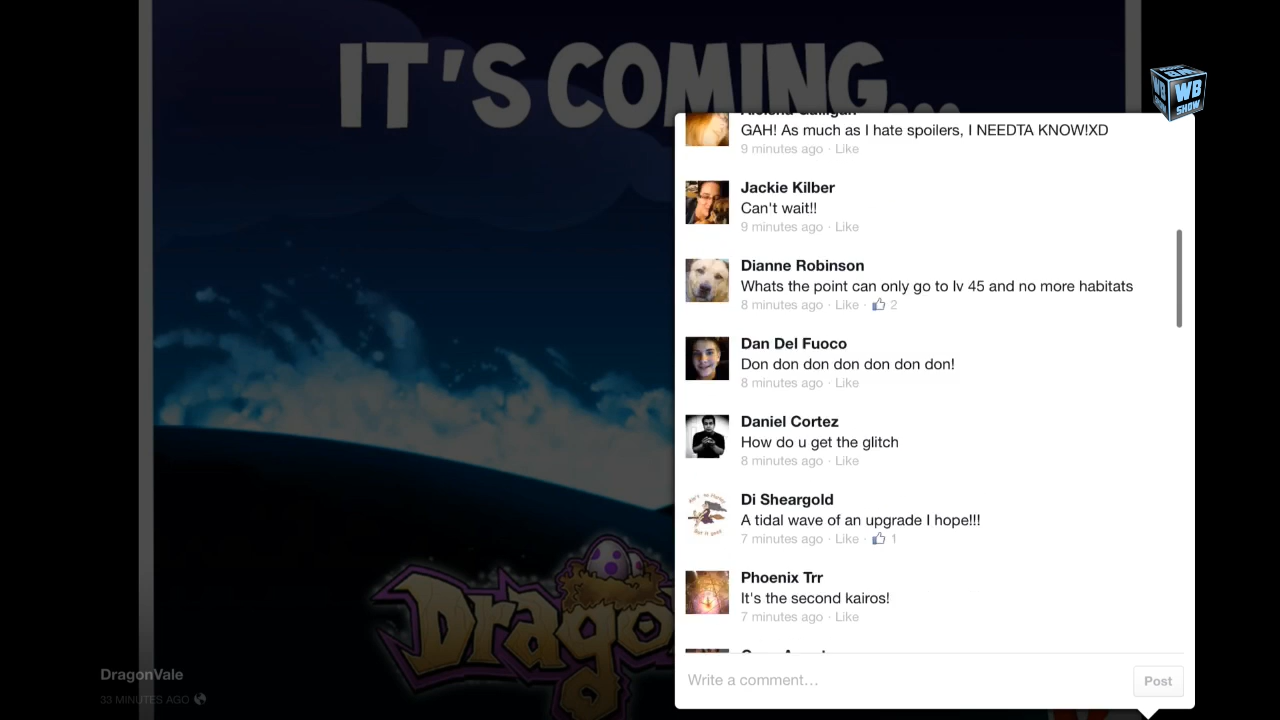 IT'S COMING...
WB
SHOW
GAH! As much as I hate spoilers, I NEEDTA KNOW!XD
9 minutes ago · Like
Jackie Kilber
Can't wait!!
9 minutes ago · Like
Dianne Robinson
Whats the point can only go to lv 45 and no more habitats
8 minutes ago · Like · 2
Dan Del Fuoco
Don don don don don don don!
8 minutes ago · Like
Daniel Cortez
How do u get the glitch
8 minutes ago · Like
Di Sheargold
A tidal wave of an upgrade I hope!!!
7 minutes ago · Like · 1
Phoenix Trr
It's the second kairos!
7 minutes ago · Like
Write a comment...
Post
Drago
DragonVale
33 MINUTES AGO